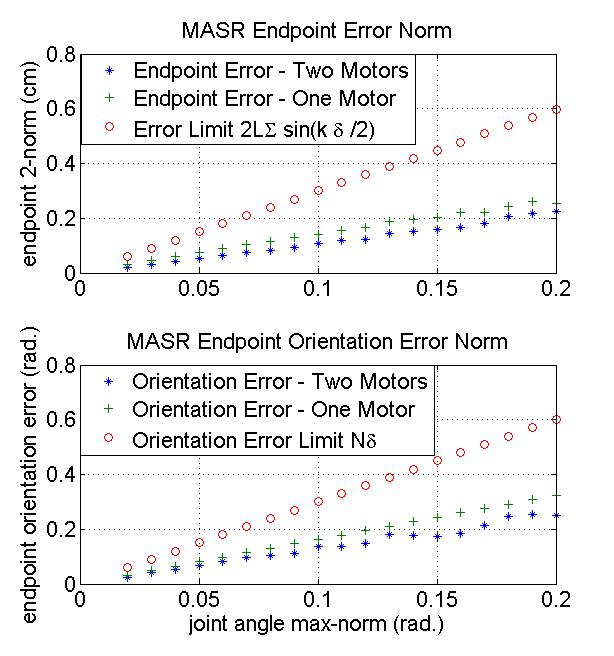 MASR Endpoint Error Norm
endpoint 2-norm (cm)
0.8
0.6
0.4
0.2
0
Endpoint Error - Two Motors
Endpoint Error - One Motor
Error Limit 2LΣ sin(k δ /2)
0 0.05 0.1 0.15 0.2
MASR Endpoint Orientation Error Norm
endpoint orientation error (rad.)
0.8
0.6
0.4
0.2
0
Orientation Error - Two Motors
Orientation Error - One Motor
Orientation Error Limit Nδ
0 0.05 0.1 0.15 0.2
joint angle max-norm (rad.)